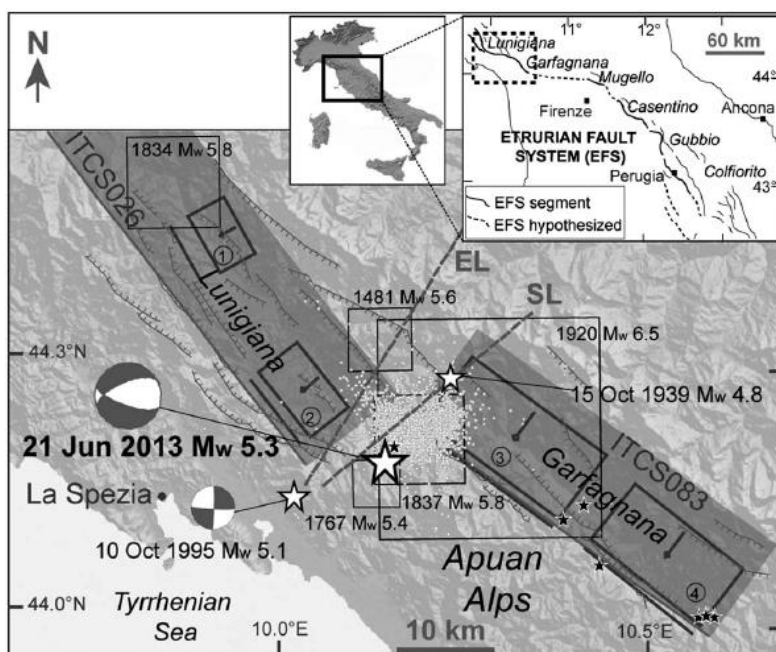 N
11°
12°
60 km
Lunigiana
Garfagnana
Mugello
44°
Firenze
Casentino
Ancona
ETRURIAN FAULT
SYSTEM (EFS)
Gubbio
Perugia
Colfiorito
43°
EFS segment
EFS hypothesized
1834 Mw 5.8
ITCS026
1
Lunigiana
EL
SL
1481 Mw 5.6
1920 Mw 6.5
44.3°N
15 Oct 1939 Mw 4.8
2
21 Jun 2013 Mw 5.3
3
ITCS083
Garfagnana
La Spezia
1837 Mw 5.8
1767 Mw 5.4
10 Oct 1995 Mw 5.1
Apuan
Alps
4
44.0°N
Tyrrhenian
Sea
10.0°E
10 km
10.5°E